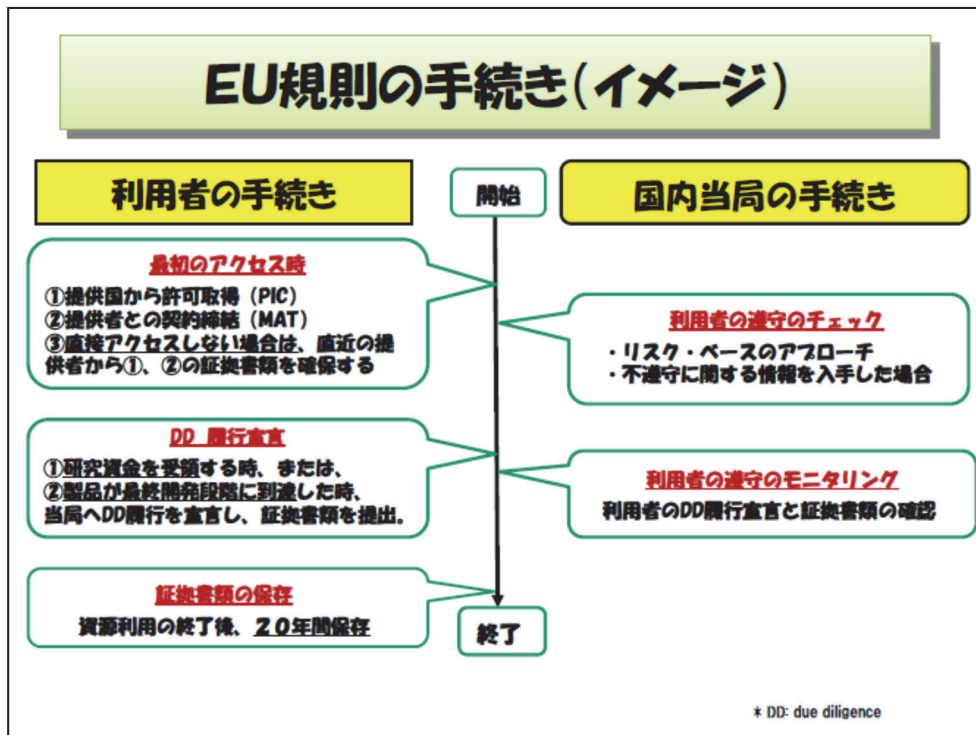 EU規則の手続き(イメージ)
利用者の手続き
開始
国内当局の手続き
最初のアクセス時
①提供国から許可取得(PIC)
②提供者との契約締結(MAT)
③直接アクセスしない場合は、直近の提
供者から①、②の証拠書類を確保する
利用者の遵守のチェック
・リスク・ベースのアプローチ
・不遵守に関する情報を入手した場合
DD 履行宣言
①研究資金を受領する時、または、
②製品が最終開発段階に到達した時、
当局へDD履行を宣言し、証拠書類を提出。
利用者の遵守のモニタリング
利用者のDD履行宣言と証拠書類の確認
証拠書類の保存
資源利用の終了後、20年間保存
終了
* DD: due diligence